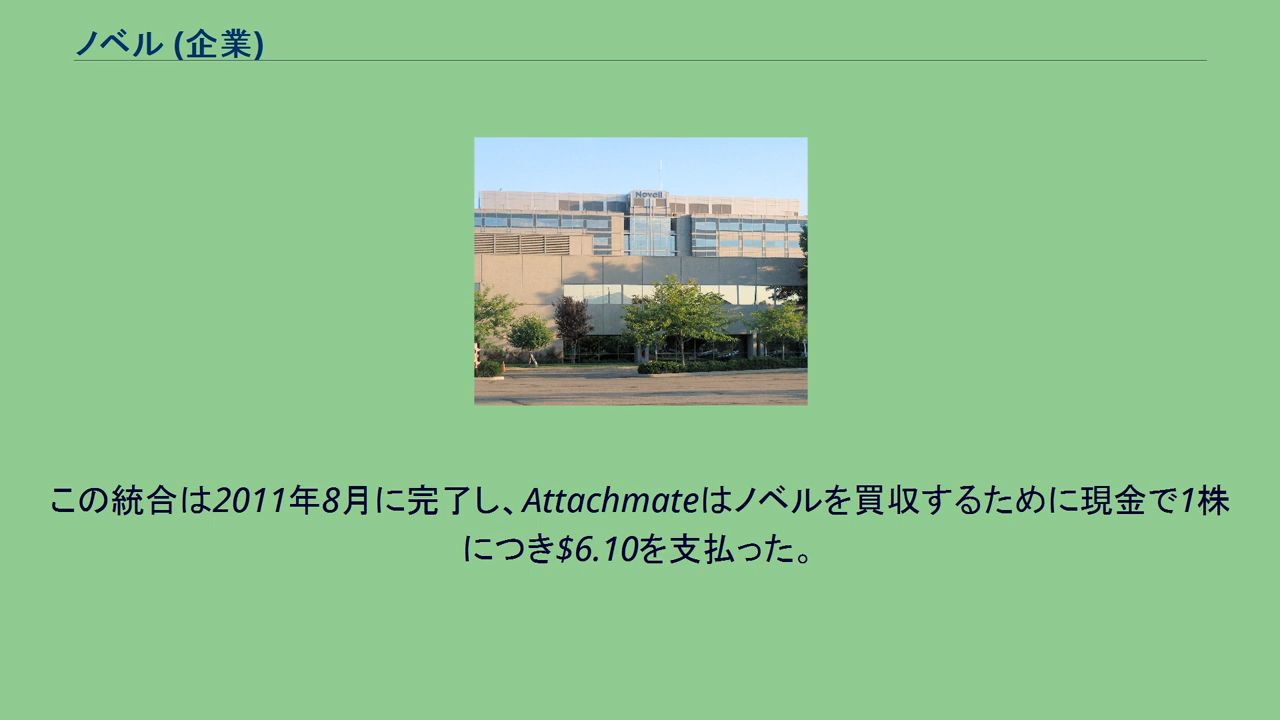 ノベル (企業)
Novell
この統合は2011年8月に完了し、Attachmateはノベルを買収するために現金で1株
につき$6.10を支払った。